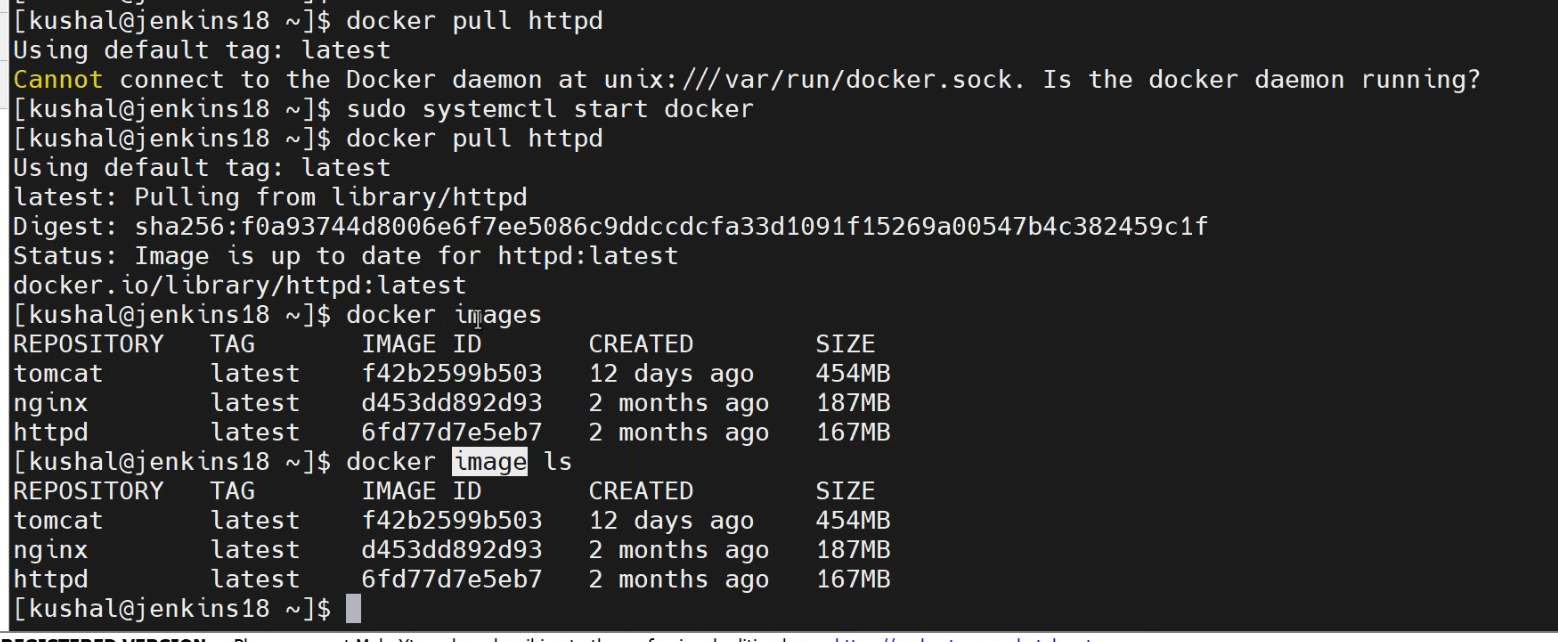 [kushal@jenkins18 ~]$ docker pull httpd
Using default tag: latest
Cannot connect to the Docker daemon at unix:///var/run/docker.sock. Is the docker daemon running?
[kushal@jenkins18 ~]$ sudo systemctl start docker
[kushal@jenkins18 ~]$ docker pull httpd
Using default tag: latest
latest: Pulling from library/httpd
Digest: sha256:f0a93744d8006e6f7ee5086c9ddccdcfa33d1091f15269a00547b4c382459c1f
Status: Image is up to date for httpd:latest
docker.io/library/httpd:latest
[kushal@jenkins18 ~]$ docker images
REPOSITORY TAG IMAGE ID CREATED SIZE
tomcat latest f42b2599b503 12 days ago 454MB
nginx latest d453dd892d93 2 months ago 187MB
httpd latest 6fd77d7e5eb7 2 months ago 167MB
[kushal@jenkins18 ~]$ docker image ls
REPOSITORY TAG IMAGE ID CREATED SIZE
tomcat latest f42b2599b503 12 days ago 454MB
nginx latest d453dd892d93 2 months ago 187MB
httpd latest 6fd77d7e5eb7 2 months ago 167MB
[kushal@jenkins18 ~]$